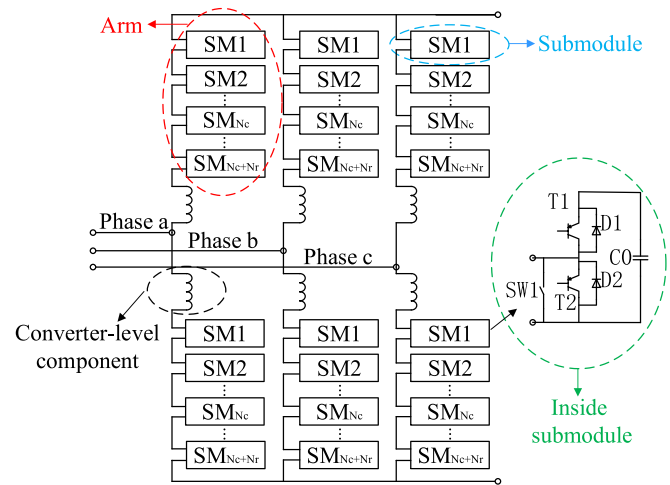 Arm
SM1 SM1 SM1
Submodule
SM2 SM2 SM2
SMNc SMNc SMNc
SMNc+Nr SMNc+Nr SMNc+Nr
Phase a
Phase b
Phase c
T1
D1
C0
SW1
D2
T2
Converter-level
component
SM1 SM1 SM1
SM2 SM2 SM2
SMNc SMNc SMNc
SMNc+Nr SMNc+Nr SMNc+Nr
Inside
submodule